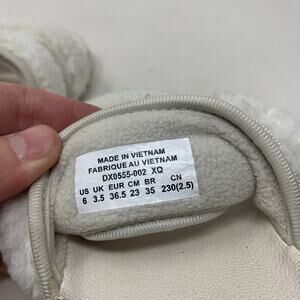 MADE IN VIETNAM
FABRIQUE AU VIETNAM
DX0555-002 XQ
US UK EUR CM BR CN
6 3.5 36.5 23 35 230(2.5)